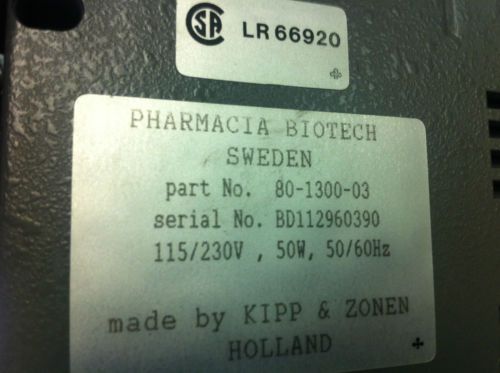 SA LR 66920
PHARMACIA BIOTECH
SWEDEN
part No. 80-1300-03
serial No. BD112960390
115/230V , 50W, 50/60Hz
made by KIPP & ZONEN
HOLLAND